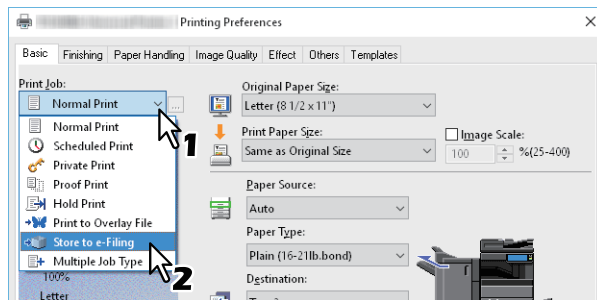 Printing Preferences
Basic Finishing Paper Handling Image Quality Effect Others Templates
Print Job:
Normal Print
...
Normal Print
Scheduled Print
Private Print
Proof Print
Hold Print
Print to Overlay File
Store to e-Filing
Multiple Job Type
100%
Letter
1
2
Original Paper Size:
Letter (8 1/2 x 11")
Print Paper Size:
Same as Original Size
Image Scale:
100 %(25-400)
Paper Source:
Auto
Paper Type:
Plain (16-21lb.bond)
Destination: